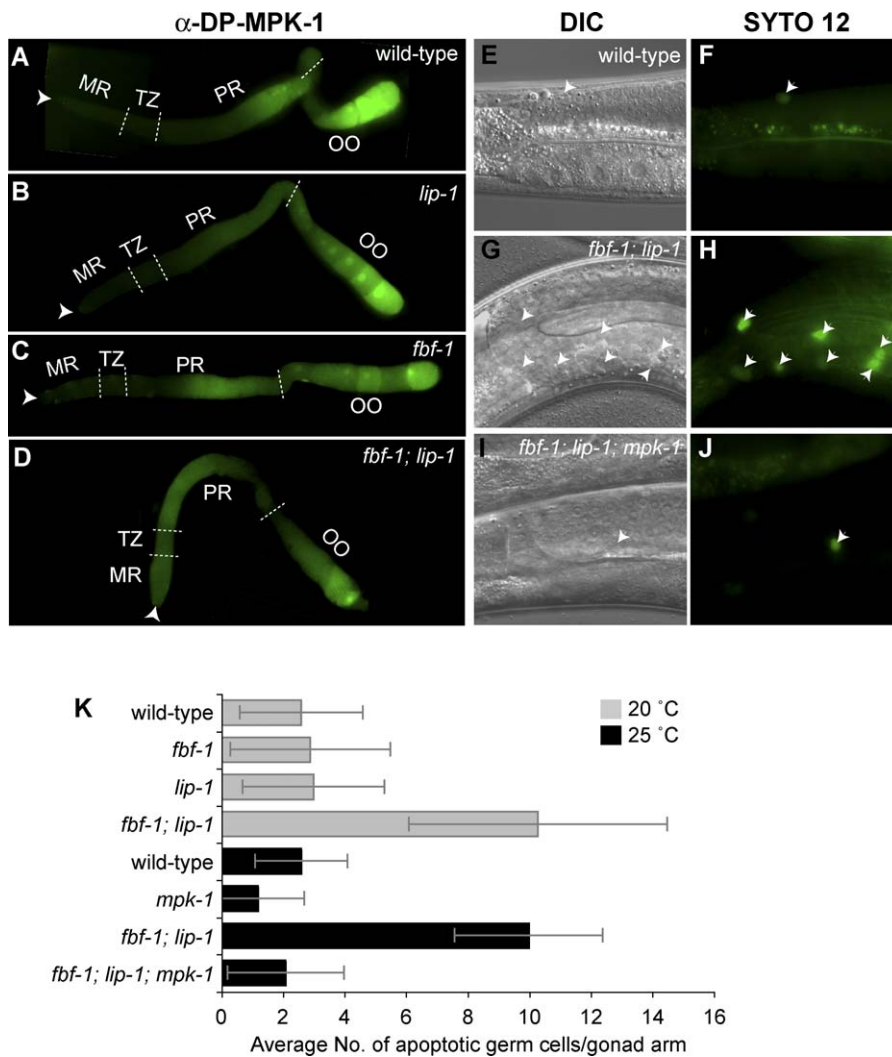 α-DP-MPK-1
DIC
SYTO 12
A
wild-type
MR
TZ
PR
OO
B
lip-1
MR
TZ
PR
OO
C
fbf-1
MR
TZ
PR
OO
D
fbf-1; lip-1
PR
TZ
MR
OO
E
wild-type
F
G
fbf-1; lip-1
H
I
fbf-1; lip-1; mpk-1
J
K
20 ˚C
25 ˚C
wild-type
fbf-1
lip-1
fbf-1; lip-1
wild-type
mpk-1
fbf-1; lip-1
fbf-1; lip-1; mpk-1
0 2 4 6 8 10 12 14 16
Average No. of apoptotic germ cells/gonad arm